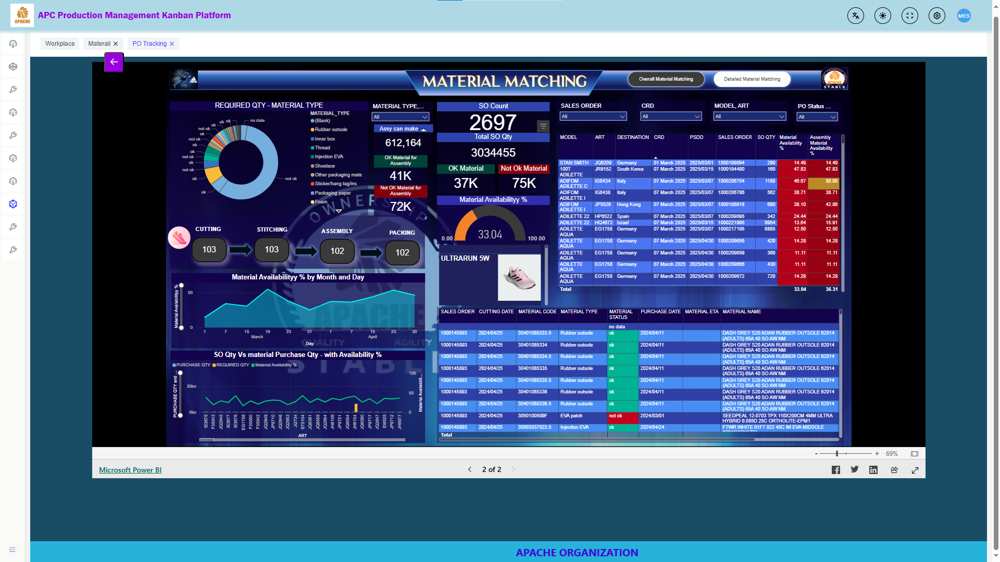 APACHE
APC Production Management Kanban Platform
MES
Workplace
Materail
PO Tracking
MATERIAL MATCHING
Overall Material Matching
Detailed Material Matching
APACHE
STABLE
REQUIRED QTY - MATERIAL TYPE
no data
ok ok
ok
not ok
ok
not ok
ok
ok
not ok
ok
not ok
ok
ok
not ok
MATERIAL_TYPE
(Blank)
Rubber outsole
Inner box
Thread
Injection EVA
Shoelace
Other packaging mate
Sticker/hang tag/ins
Packaging paper
Foam
MATERIAL TYPE,...
All
Assy can make
612,164
OK Material for
Assembly
41K
Not OK Material for
Assembly
72K
SO Count
2697
Total SO Qty
3034455
OK Material
37K
Not Ok Material
75K
Material Availabilityy %
33.04
0.00
100.00
SALES ORDER
All
CRD
All
MODEL, ART
All
PO Status ...
All
MODEL ART DESTINATION CRD PSDD SALES ORDER SO QTY Material Availability % Assembly Material Availability %
STAN SMITH JQ6209 Germany 01 March 2025 2025/03/01 1000199094 290 14.49 14.49
100T ADILETTE JR9152 South Korea 07 March 2025 2025/03/15 1000194480 160 47.83 47.83
ADIFOM ADILETTE C IG8434 Italy 07 March 2025 2025/03/07 1000206754 1188 46.67 50.00
ADIFOM ADILETTE I IG8438 Italy 07 March 2025 2025/03/07 1000206786 562 38.71 38.71
ADIFOM ADILETTE I JP5529 Hong Kong 07 March 2025 2025/03/07 1000186918 680 38.10 42.86
ADILETTE 22 HP6522 Spain 07 March 2025 2025/03/07 1000209095 342 24.44 24.44
ADILETTE 22 HQ4672 Israel 07 March 2025 2025/03/15 1000221995 8954 13.64 15.91
ADILETTE AQUA EG1758 Germany 07 March 2025 2025/03/07 1000217195 6885 12.50 12.50
ADILETTE AQUA EG1758 Germany 07 March 2025 2025/04/30 1000209656 420 14.29 14.29
ADILETTE AQUA EG1758 Germany 07 March 2025 2025/04/30 1000209659 360 11.11 11.11
ADILETTE AQUA EG1758 Germany 07 March 2025 2025/04/30 1000209666 430 11.11 11.11
ADILETTE AQUA EG1758 Germany 07 March 2025 2025/04/30 1000209672 720 14.29 14.29
Total 33.04 36.31
OWNERSHIP
APACHE
QUALITY
AGILITY
STABLE
CUTTING
103
STITCHING
103
ASSEMBLY
102
PACKING
102
ULTRARUN 5W
Material Availabilityy % by Month and Day
Material Availabilityy %
50
0
1 7 15 19 23 31 1 7 15 23 30
March April
Day
SO Qty Vs material Purchase Qty - with Availability %
PURCHASE QTY REQUIRED QTY Material Availability %
PURCHASE QTY and ...
20bn
0bn
100
50
0
Material Availabilit...
IE3675 F35543 JQ2845 IE3677 IE3676 EG1758 F35550 F35542 JQ2849 JP9710 JQ2846 JQ2853 JI2734 S75104 JQ6391 JQ8555 JQ2854 JH6106 JP9721 JQ8554 JH6104 JQ6390 JP9717 JQ2847 ID6525 JP9712 JH9977
ART
SALES ORDER CUTTING DATE MATERIAL CODE MATERIAL TYPE MATERIAL STATUS PURCHASE DATE MATERIAL ETA MATERIAL NAME
no data
1000145893 2024/04/25 30401085333.5 Rubber outsole ok 2024/04/11 DASH GREY S20 ADAN RUBBER OUTSOLE 62014 (ADULTS) 65A 40 SO AW NM
1000145893 2024/04/25 30401085334 Rubber outsole ok 2024/04/11 DASH GREY S20 ADAN RUBBER OUTSOLE 62014 (ADULTS) 65A 40 SO AW NM
1000145893 2024/04/25 30401085334.5 Rubber outsole ok 2024/04/11 DASH GREY S20 ADAN RUBBER OUTSOLE 62014 (ADULTS) 65A 40 SO AW NM
1000145893 2024/04/25 30401085335 Rubber outsole ok 2024/04/11 DASH GREY S20 ADAN RUBBER OUTSOLE 62014 (ADULTS) 65A 40 SO AW NM
1000145893 2024/04/25 30401085335.5 Rubber outsole ok 2024/04/11 DASH GREY S20 ADAN RUBBER OUTSOLE 62014 (ADULTS) 65A 40 SO AW NM
1000145893 2024/04/25 30401085336 Rubber outsole ok 2024/04/11 DASH GREY S20 ADAN RUBBER OUTSOLE 62014 (ADULTS) 65A 40 SO AW NM
1000145893 2024/04/25 30401085336.5 Rubber outsole ok 2024/04/11 DASH GREY S20 ADAN RUBBER OUTSOLE 62014 (ADULTS) 65A 40 SO AW NM
1000145893 2024/04/25 3050100509F EVA patch not ok 2024/03/01 SEEDPEAL 12-0703 TPX 110X200CM 4MM ULTRA HYBRID 0.085D 25C ORTHOLITE-EPM1
1000145893 2024/04/25 30503037523.5 Injection EVA ok 2024/04/24 FTWR WHITE 01F7 022 45C IM EVA MIDSOLE
Total
- + 69%
Microsoft Power BI
2 of 2
APACHE ORGANIZATION